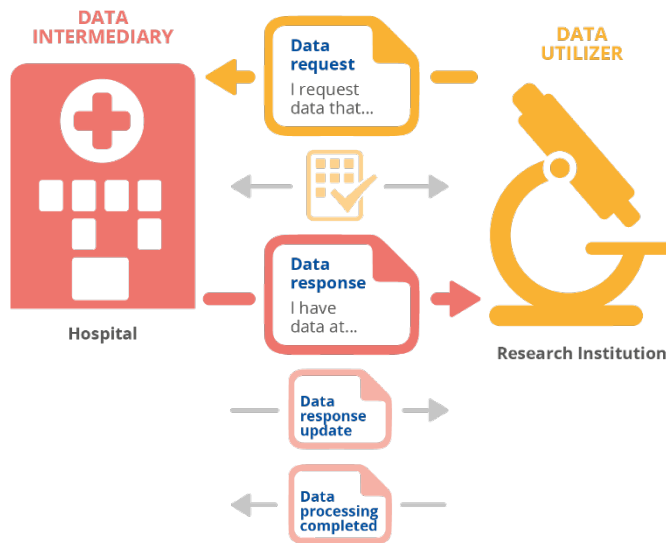 DATA
INTERMEDIARY
DATA
UTILIZER
Data
request
I request
data that...
Data
response
I have
data at...
Hospital
Research Institution
Data
response
update
Data
processing
completed